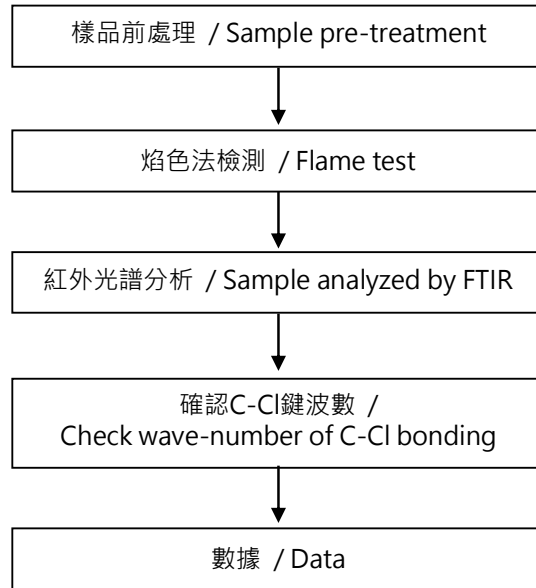 樣品前處理 / Sample pre-treatment
焰色法檢測 / Flame test
紅外光譜分析 / Sample analyzed by FTIR
確認C-Cl鍵波數 /
Check wave-number of C-Cl bonding
數據 / Data